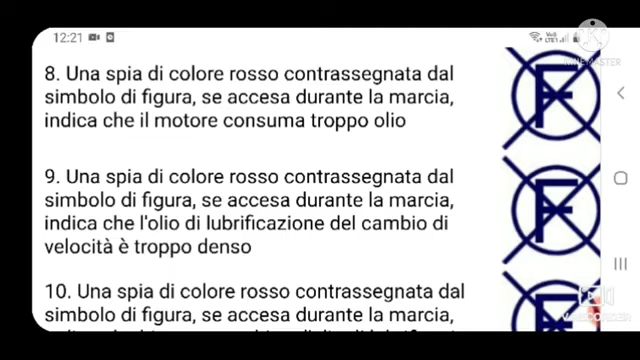 12:21
8. Una spia di colore rosso contrassegnata dal
simbolo di figura, se accesa durante la marcia,
indica che il motore consuma troppo olio
9. Una spia di colore rosso contrassegnata dal
simbolo di figura, se accesa durante la marcia,
indica che l'olio di lubrificazione del cambio di
velocità è troppo denso
10. Una spia di colore rosso contrassegnata dal
simbolo di figura, se accesa durante la marcia,
F
F